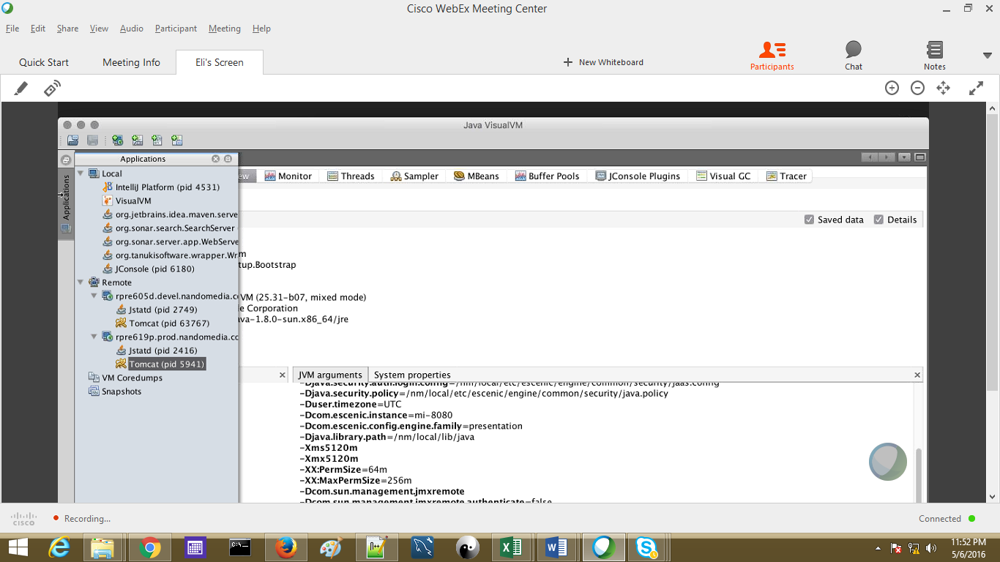 Cisco WebEx Meeting Center
File Edit Share View Audio Participant Meeting Help
Quick Start Meeting Info Eli's Screen
New Whiteboard
Participants Chat Notes
Java VisualVM
Applications
Applications
Local
IntelliJ Platform (pid 4531)
VisualVM
org.jetbrains.idea.maven.serve
org.sonar.search.SearchServer
org.sonar.server.app.WebServe
org.tanukisoftware.wrapper.Wr
JConsole (pid 6180)
Remote
rpre605d.devel.nandomedia.co
Jstatd (pid 2749)
Tomcat (pid 63767)
rpre619p.prod.nandomedia.co
Jstatd (pid 2416)
Tomcat (pid 5941)
VM Coredumps
Snapshots
ew Monitor Threads Sampler MBeans Buffer Pools JConsole Plugins Visual GC Tracer
Saved data Details
m
tup.Bootstrap
VM (25.31-b07, mixed mode)
le Corporation
ava-1.8.0-sun.x86_64/jre
JVM arguments System properties
-Djava.security.auth.login.config=/nm/local/etc/escenic/engine/common/security/jaas.config
-Djava.security.policy=/nm/local/etc/escenic/engine/common/security/java.policy
-Duser.timezone=UTC
-Dcom.escenic.instance=mi-8080
-Dcom.escenic.config.engine.family=presentation
-Djava.library.path=/nm/local/lib/java
-Xms5120m
-Xmx5120m
-XX:PermSize=64m
-XX:MaxPermSize=256m
-Dcom.sun.management.jmxremote
-Dcom.sun.management.jmxremote.authenticate=false
cisco
Recording...
Connected
11:52 PM
5/6/2016